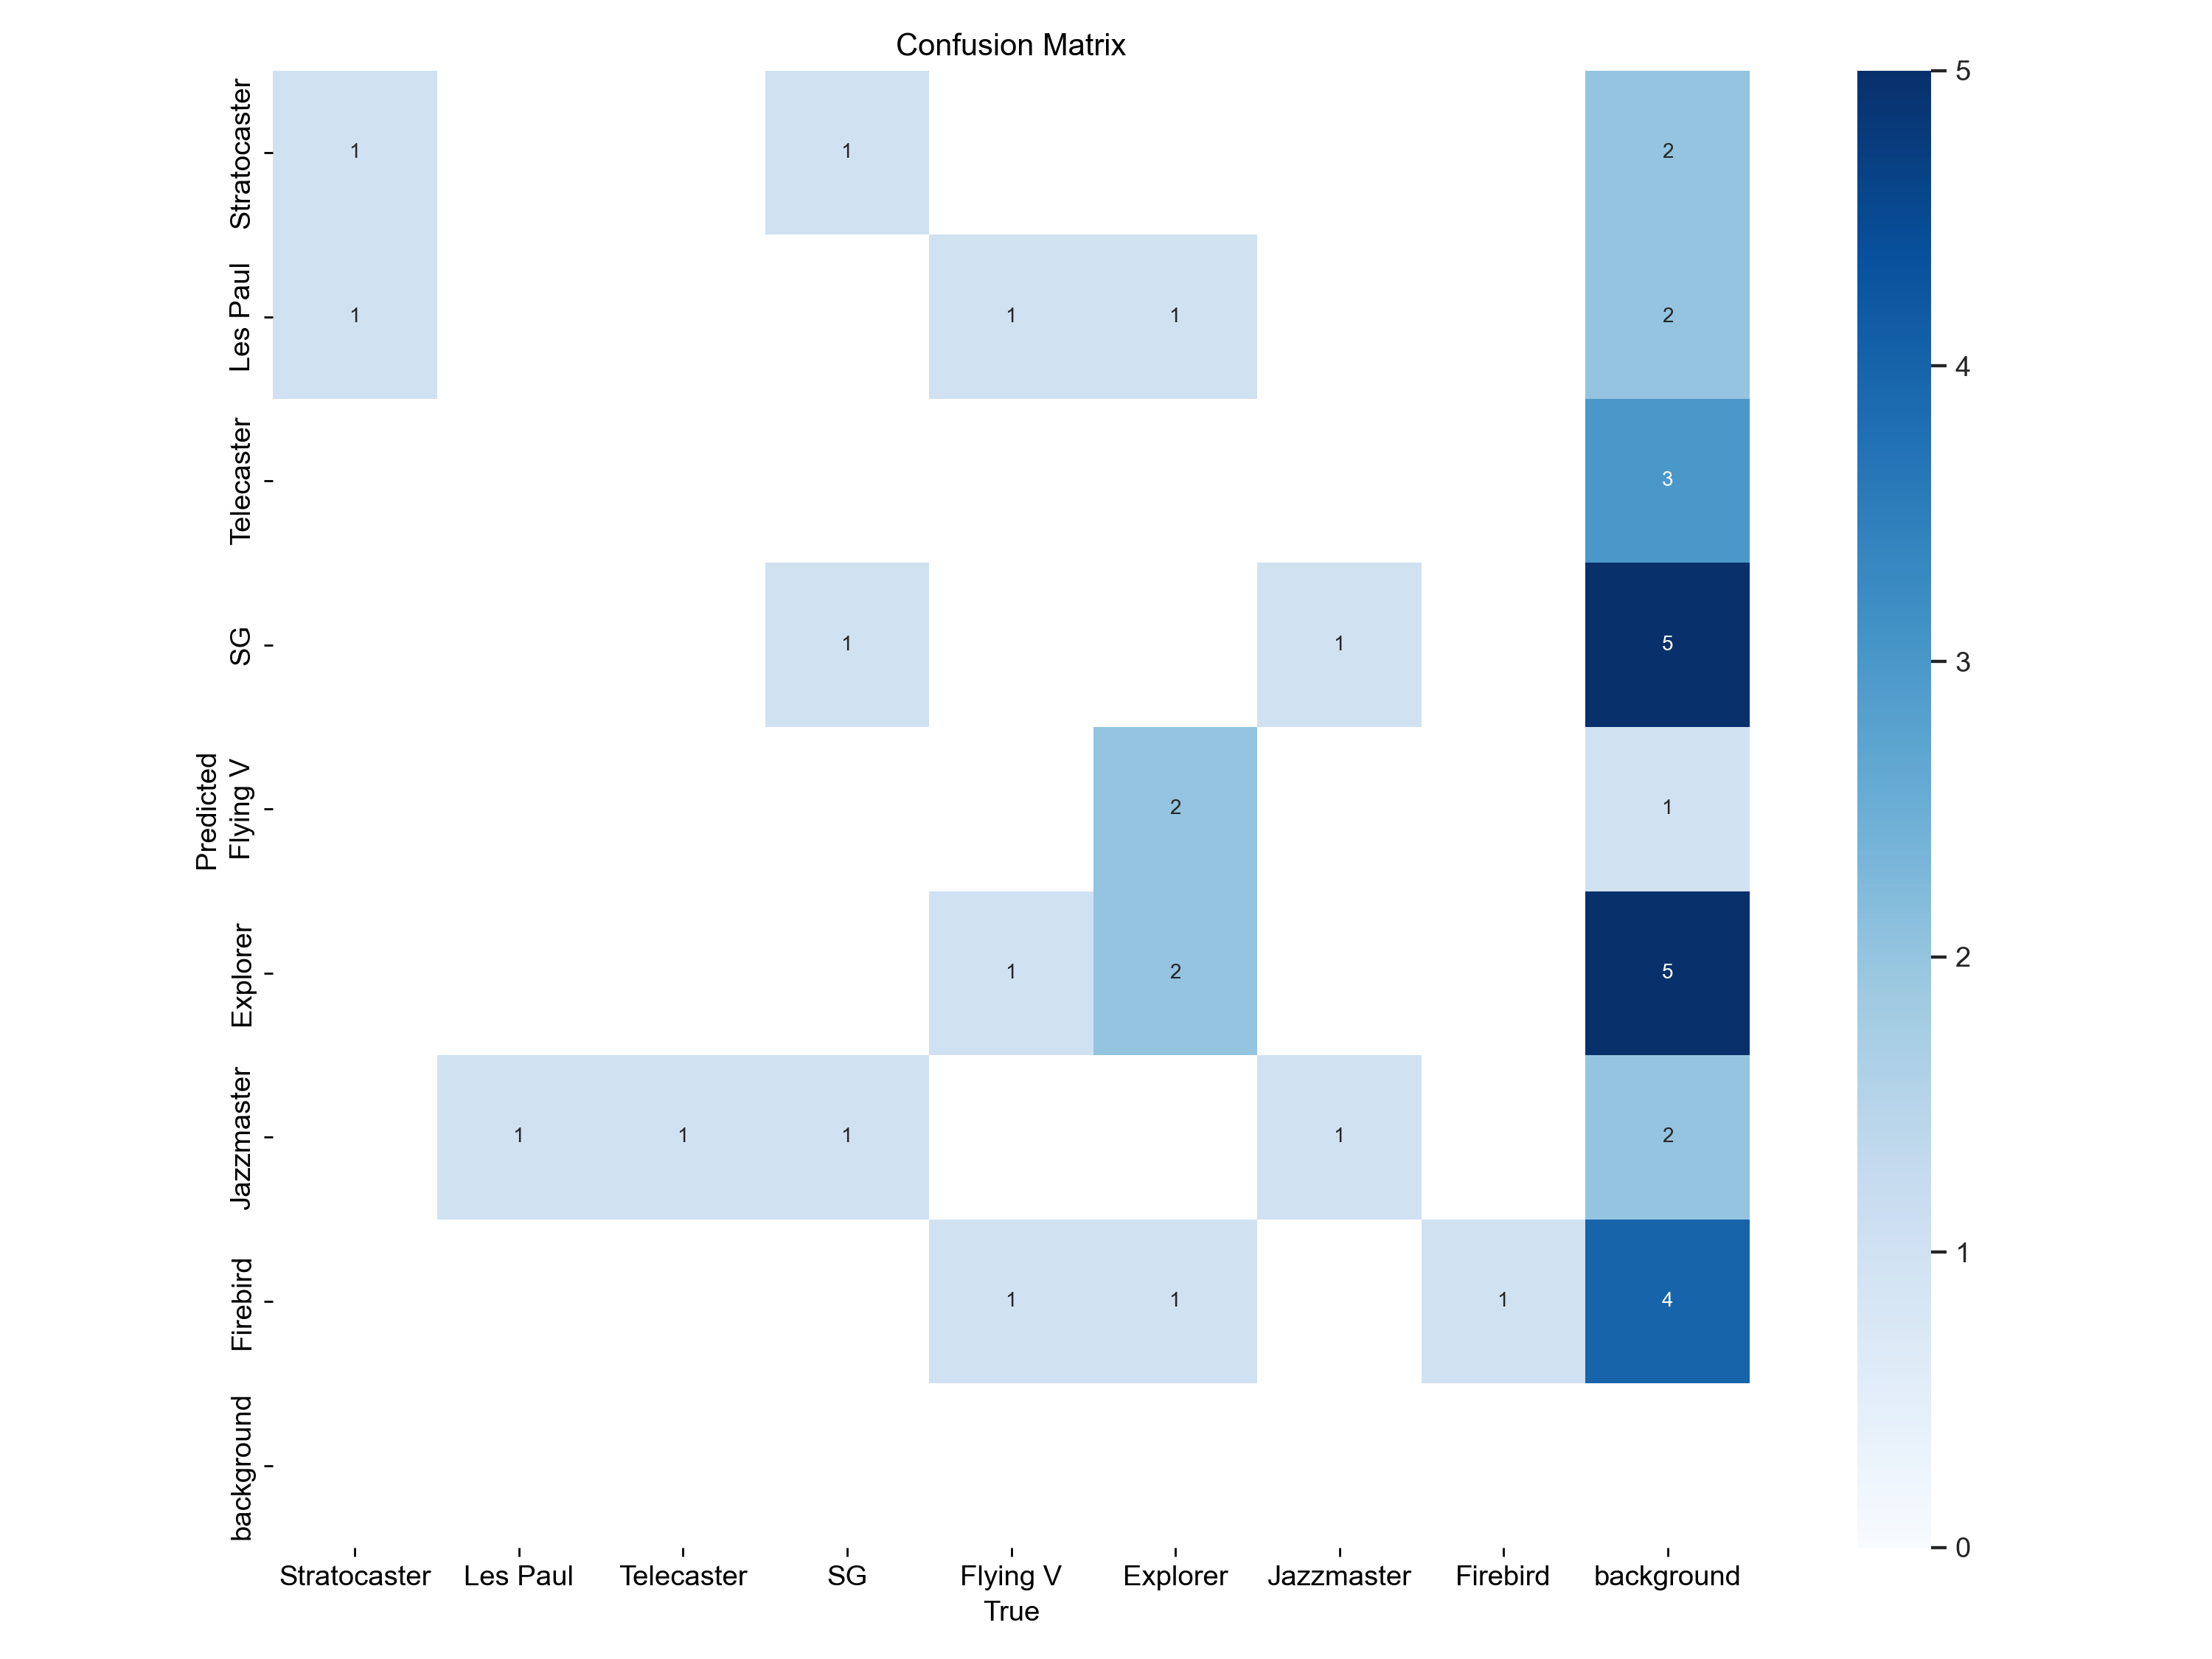 Confusion Matrix
Predicted
Stratocaster
1 1 2
Les Paul
1 1 1 2
Telecaster
3
SG
1 1 5
Flying V
2 1
Explorer
1 2 5
Jazzmaster
1 1 1 1 2
Firebird
1 1 1 4
background
Stratocaster Les Paul Telecaster SG Flying V Explorer Jazzmaster Firebird background
True
5
4
3
2
1
0